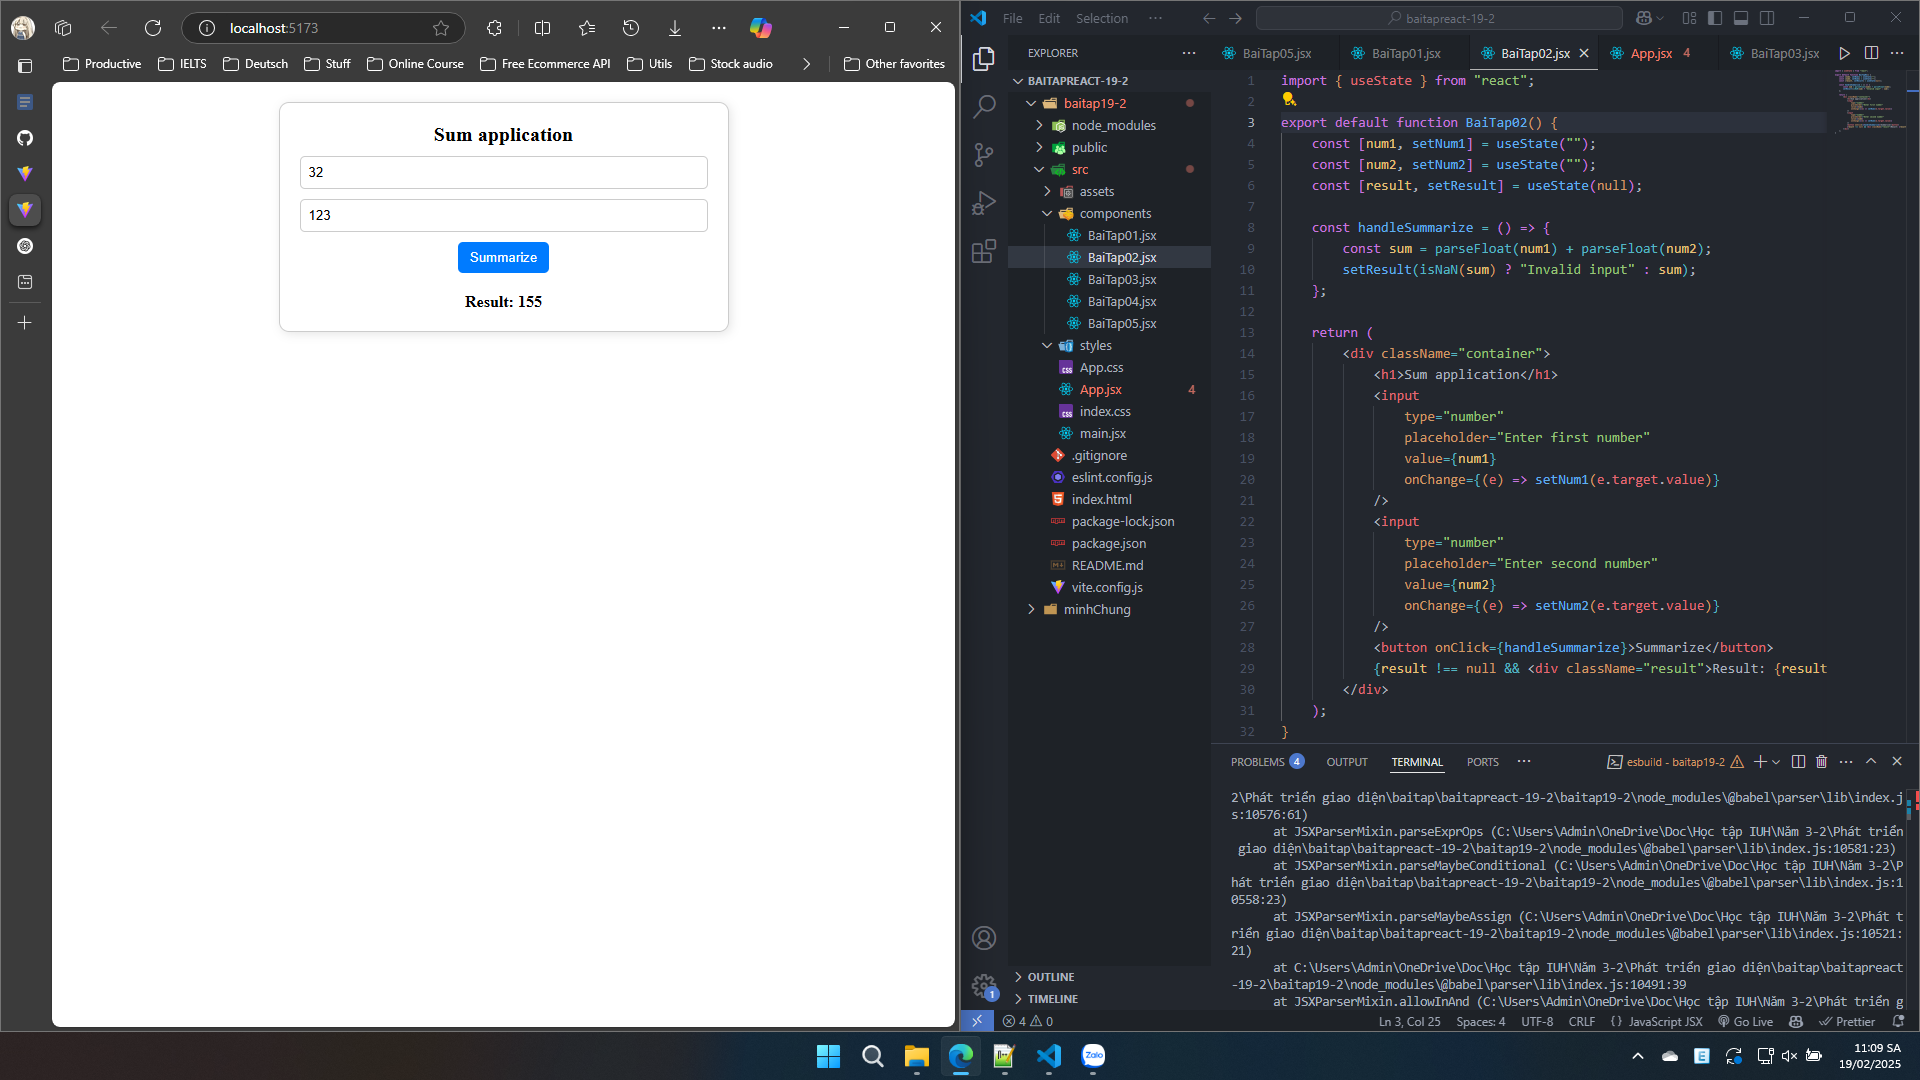 localhost:5173
Productive
IELTS
Deutsch
Stuff
Online Course
Free Ecommerce API
Utils
Stock audio
Other favorites
Sum application
32
123
Summarize
Result: 155
File
Edit
Selection
baitapreact-19-2
EXPLORER
BAITAPREACT-19-2
baitap19-2
node_modules
public
src
assets
components
BaiTap01.jsx
BaiTap02.jsx
BaiTap03.jsx
BaiTap04.jsx
BaiTap05.jsx
styles
App.css
App.jsx 4
index.css
main.jsx
.gitignore
eslint.config.js
index.html
package-lock.json
package.json
README.md
vite.config.js
minhChung
OUTLINE
TIMELINE
BaiTap05.jsx
BaiTap01.jsx
BaiTap02.jsx
App.jsx 4
BaiTap03.jsx
1 import { useState } from "react";
2
3 export default function BaiTap02() {
4 const [num1, setNum1] = useState("");
5 const [num2, setNum2] = useState("");
6 const [result, setResult] = useState(null);
7
8 const handleSummarize = () => {
9 const sum = parseFloat(num1) + parseFloat(num2);
10 setResult(isNaN(sum) ? "Invalid input" : sum);
11 };
12
13 return (
14 <div className="container">
15 <h1>Sum application</h1>
16 <input
17 type="number"
18 placeholder="Enter first number"
19 value={num1}
20 onChange={(e) => setNum1(e.target.value)}
21 />
22 <input
23 type="number"
24 placeholder="Enter second number"
25 value={num2}
26 onChange={(e) => setNum2(e.target.value)}
27 />
28 <button onClick={handleSummarize}>Summarize</button>
29 {result !== null && <div className="result">Result: {result
30 </div>
31 );
32 }
PROBLEMS 4
OUTPUT
TERMINAL
PORTS
esbuild - baitap19-2
2\Phát triển giao diện\baitap\baitapreact-19-2\baitap19-2\node_modules\@babel\parser\lib\index.j
s:10576:61)
at JSXParserMixin.parseExprOps (C:\Users\Admin\OneDrive\Doc\Học tập IUH\Năm 3-2\Phát triển
giao diện\baitap\baitapreact-19-2\baitap19-2\node_modules\@babel\parser\lib\index.js:10581:23)
at JSXParserMixin.parseMaybeConditional (C:\Users\Admin\OneDrive\Doc\Học tập IUH\Năm 3-2\P
hát triển giao diện\baitap\baitapreact-19-2\baitap19-2\node_modules\@babel\parser\lib\index.js:1
0558:23)
at JSXParserMixin.parseMaybeAssign (C:\Users\Admin\OneDrive\Doc\Học tập IUH\Năm 3-2\Phát t
riển giao diện\baitap\baitapreact-19-2\baitap19-2\node_modules\@babel\parser\lib\index.js:10521:
21)
at C:\Users\Admin\OneDrive\Doc\Học tập IUH\Năm 3-2\Phát triển giao diện\baitap\baitapreact
-19-2\baitap19-2\node_modules\@babel\parser\lib\index.js:10491:39
at JSXParserMixin.allowInAnd (C:\Users\Admin\OneDrive\Doc\Học tập IUH\Năm 3-2\Phát triển g
1
4 0
Ln 3, Col 25
Spaces: 4
UTF-8
CRLF
{} JavaScript JSX
Go Live
Prettier
Zalo
E
11:09 SA
19/02/2025